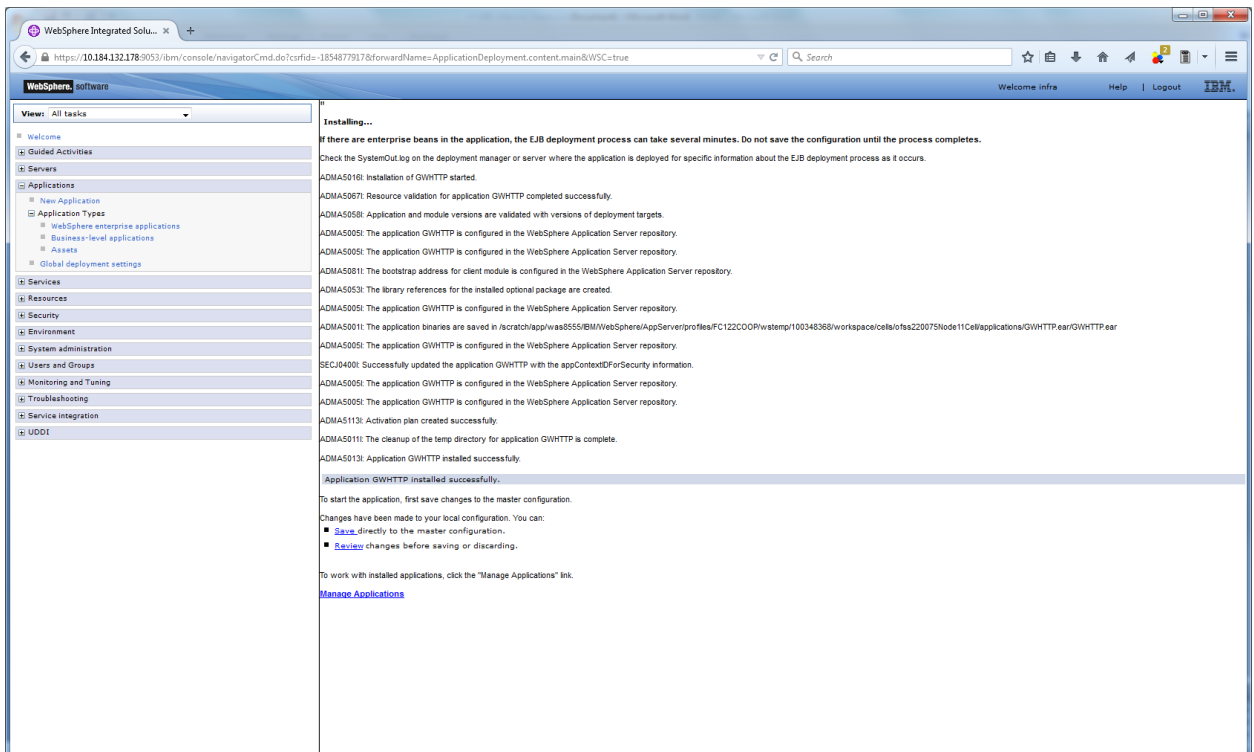 WebSphere Integrated Solu... × +
https://10.184.132.178:9053/ibm/console/navigatorCmd.do?csrfid=-1854877917&forwardName=ApplicationDeployment.content.main&WSC=true
Search
2
WebSphere. software
Welcome infra
Help | Logout
IBM.
View: All tasks
Welcome
Guided Activities
Servers
Applications
New Application
Application Types
WebSphere enterprise applications
Business-level applications
Assets
Global deployment settings
Services
Resources
Security
Environment
System administration
Users and Groups
Monitoring and Tuning
Troubleshooting
Service integration
UDDI
"
Installing...
If there are enterprise beans in the application, the EJB deployment process can take several minutes. Do not save the configuration until the process completes.
Check the SystemOut.log on the deployment manager or server where the application is deployed for specific information about the EJB deployment process as it occurs.
ADMA5016I: Installation of GWHTTP started.
ADMA5067I: Resource validation for application GWHTTP completed successfully.
ADMA5058I: Application and module versions are validated with versions of deployment targets.
ADMA5005I: The application GWHTTP is configured in the WebSphere Application Server repository.
ADMA5005I: The application GWHTTP is configured in the WebSphere Application Server repository.
ADMA5081I: The bootstrap address for client module is configured in the WebSphere Application Server repository.
ADMA5053I: The library references for the installed optional package are created.
ADMA5005I: The application GWHTTP is configured in the WebSphere Application Server repository.
ADMA5001I: The application binaries are saved in /scratch/app/was8555/IBM/WebSphere/AppServer/profiles/FC122COOP/wstemp/100348368/workspace/cells/ofss220075Node11Cell/applications/GWHTTP.ear/GWHTTP.ear
ADMA5005I: The application GWHTTP is configured in the WebSphere Application Server repository.
SECJ0400I: Successfully updated the application GWHTTP with the appContextIDForSecurity information.
ADMA5005I: The application GWHTTP is configured in the WebSphere Application Server repository.
ADMA5005I: The application GWHTTP is configured in the WebSphere Application Server repository.
ADMA5113I: Activation plan created successfully.
ADMA5011I: The cleanup of the temp directory for application GWHTTP is complete.
ADMA5013I: Application GWHTTP installed successfully.
Application GWHTTP installed successfully.
To start the application, first save changes to the master configuration.
Changes have been made to your local configuration. You can:
Save directly to the master configuration.
Review changes before saving or discarding.
To work with installed applications, click the "Manage Applications" link.
Manage Applications